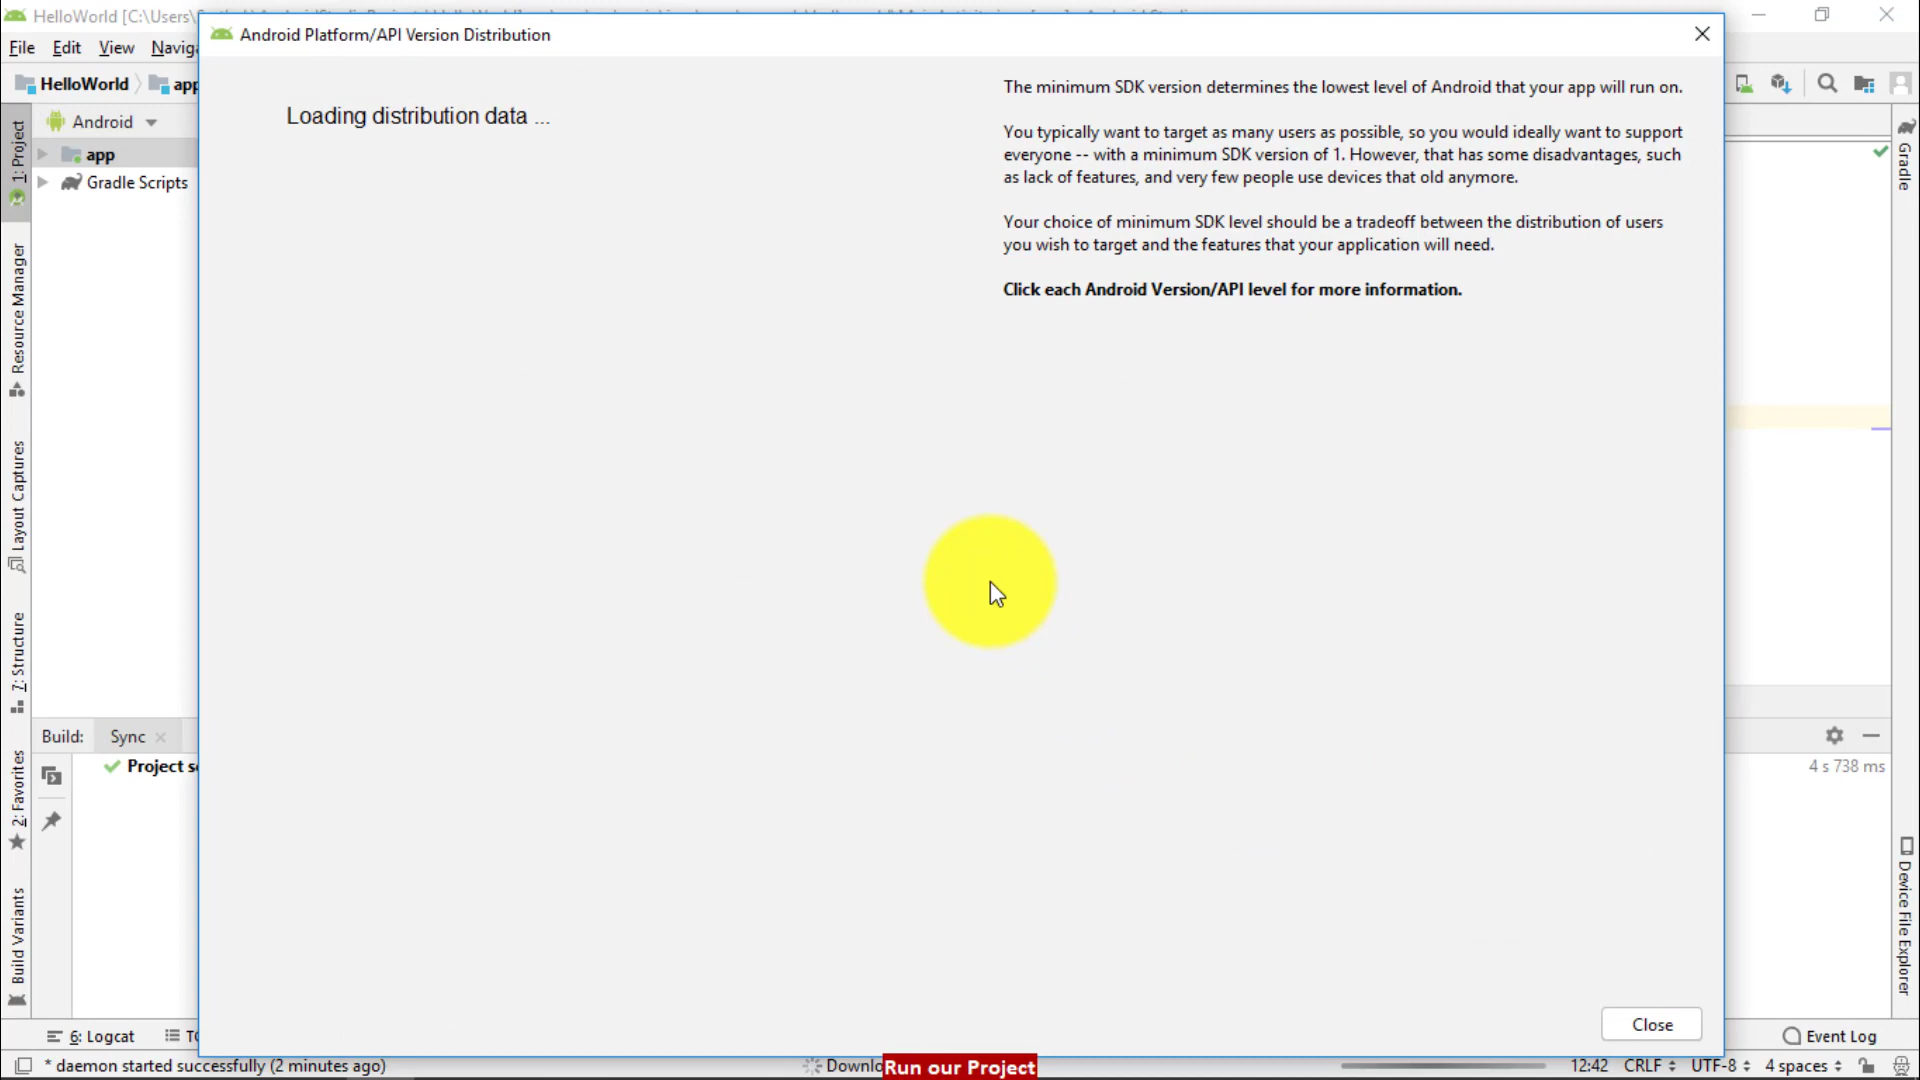 HelloWorld [C:\Users\
Android Platform/API Version Distribution
File Edit View Naviga
HelloWorld app
Loading distribution data ...
The minimum SDK version determines the lowest level of Android that your app will run on.
You typically want to target as many users as possible, so you would ideally want to support
everyone -- with a minimum SDK version of 1. However, that has some disadvantages, such
as lack of features, and very few people use devices that old anymore.
Your choice of minimum SDK level should be a tradeoff between the distribution of users
you wish to target and the features that your application will need.
Click each Android Version/API level for more information.
Android
app
Gradle Scripts
1: Project
Resource Manager
Layout Captures
7: Structure
2: Favorites
Build Variants
Gradle
Device File Explorer
Build: Sync
Project s
4 s 738 ms
Close
6: Logcat
Event Log
* daemon started successfully (2 minutes ago)
Downlo
Run our Project
12:42 CRLF UTF-8 4 spaces